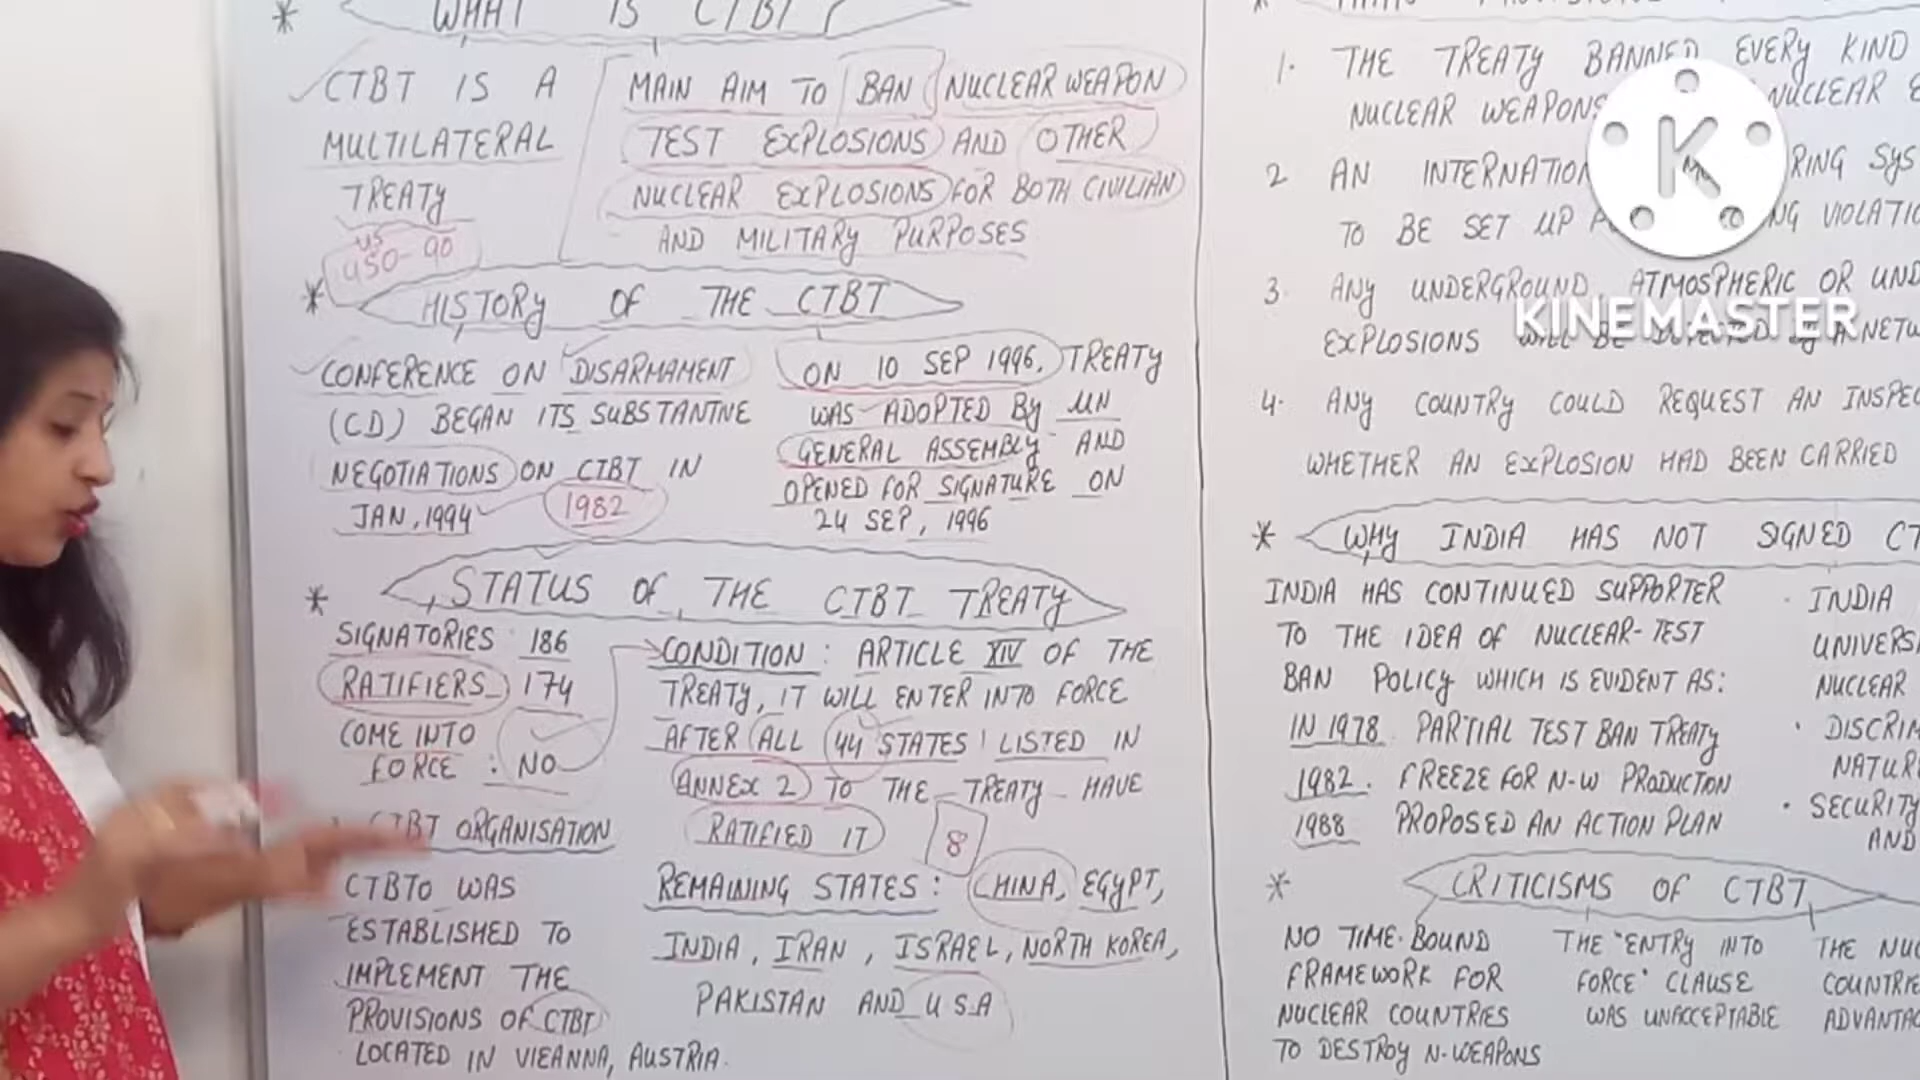 * WHAT IS CTBT ?
CTBT IS A
MULTILATERAL
TREATY
US
450-90
MAIN AIM TO BAN NUCLEAR WEAPON
TEST EXPLOSIONS AND OTHER
NUCLEAR EXPLOSIONS FOR BOTH CIVILIAN
AND MILITARY PURPOSES
* HISTORY OF THE CTBT
CONFERENCE ON DISARMAMENT
(CD) BEGAN ITS SUBSTANTIVE
NEGOTIATIONS ON CTBT IN
JAN, 1994
1982
ON 10 SEP 1996, TREATY
WAS ADOPTED BY UN
GENERAL ASSEMBLY AND
OPENED FOR SIGNATURE ON
24 SEP, 1996
* STATUS OF THE CTBT TREATY
SIGNATORIES 186
RATIFIERS 174
COME INTO
FORCE : NO
CTBT ORGANISATION
CTBTO WAS
ESTABLISHED TO
IMPLEMENT THE
PROVISIONS OF CTBT
LOCATED IN VIEANNA, AUSTRIA.
CONDITION : ARTICLE XIV OF THE
TREATY, IT WILL ENTER INTO FORCE
AFTER ALL 44 STATES LISTED IN
ANNEX 2 TO THE TREATY HAVE
RATIFIED IT
8
REMAINING STATES : CHINA, EGYPT,
INDIA, IRAN, ISRAEL, NORTH KOREA,
PAKISTAN AND U.S.A
1. THE TREATY BANNED EVERY KIND
NUCLEAR WEAPONS NUCLEAR
2 AN RING SYS
TO BE SET UP
3. ANY UNDERGROUND, ATMOSPHERIC OR
EXPLOSIONS WILL BE DETECTED BY A
4. ANY COUNTRY COULD REQUEST AN
WHETHER AN EXPLOSION HAD BEEN CARRIED
K
KINEMASTER
* WHY INDIA HAS NOT SIGNED
INDIA HAS CONTINUED SUPPORTER
TO THE IDEA OF NUCLEAR-TEST
BAN POLICY WHICH IS EVIDENT AS:
IN 1978 PARTIAL TEST BAN TREATY
1982. FREEZE FOR N-W PRODUCTION
1988 PROPOSED AN ACTION PLAN
· INDIA
NUCLEAR
· SECURITY
AND
* CRITICISMS OF CTBT
NO TIME-BOUND
FRAMEWORK FOR
NUCLEAR COUNTRIES
TO DESTROY N-WEAPONS
THE "ENTRY INTO
FORCE" CLAUSE
WAS UNACCEPTABLE
THE